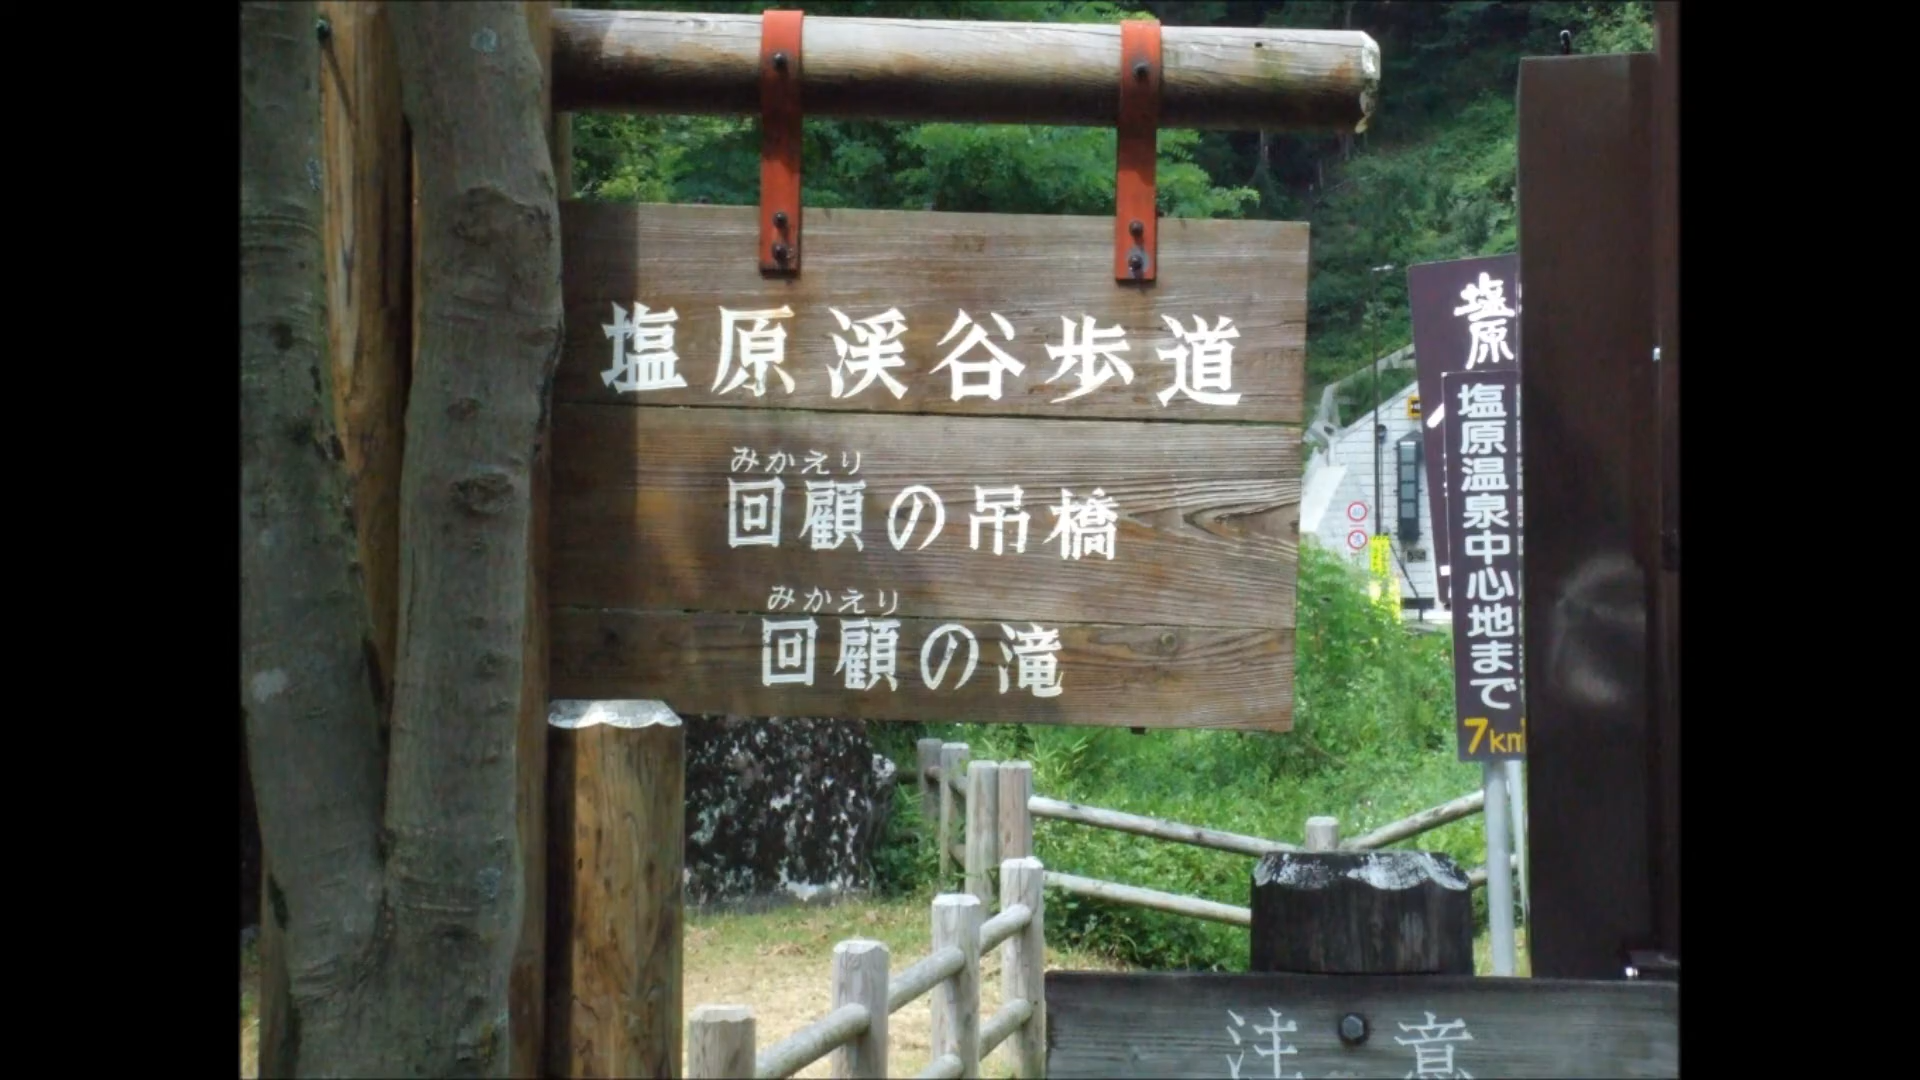 塩原渓谷歩道
みかえり
回顧の吊橋
みかえり
回顧の滝
塩原
塩原温泉中心地まで
7km
注意